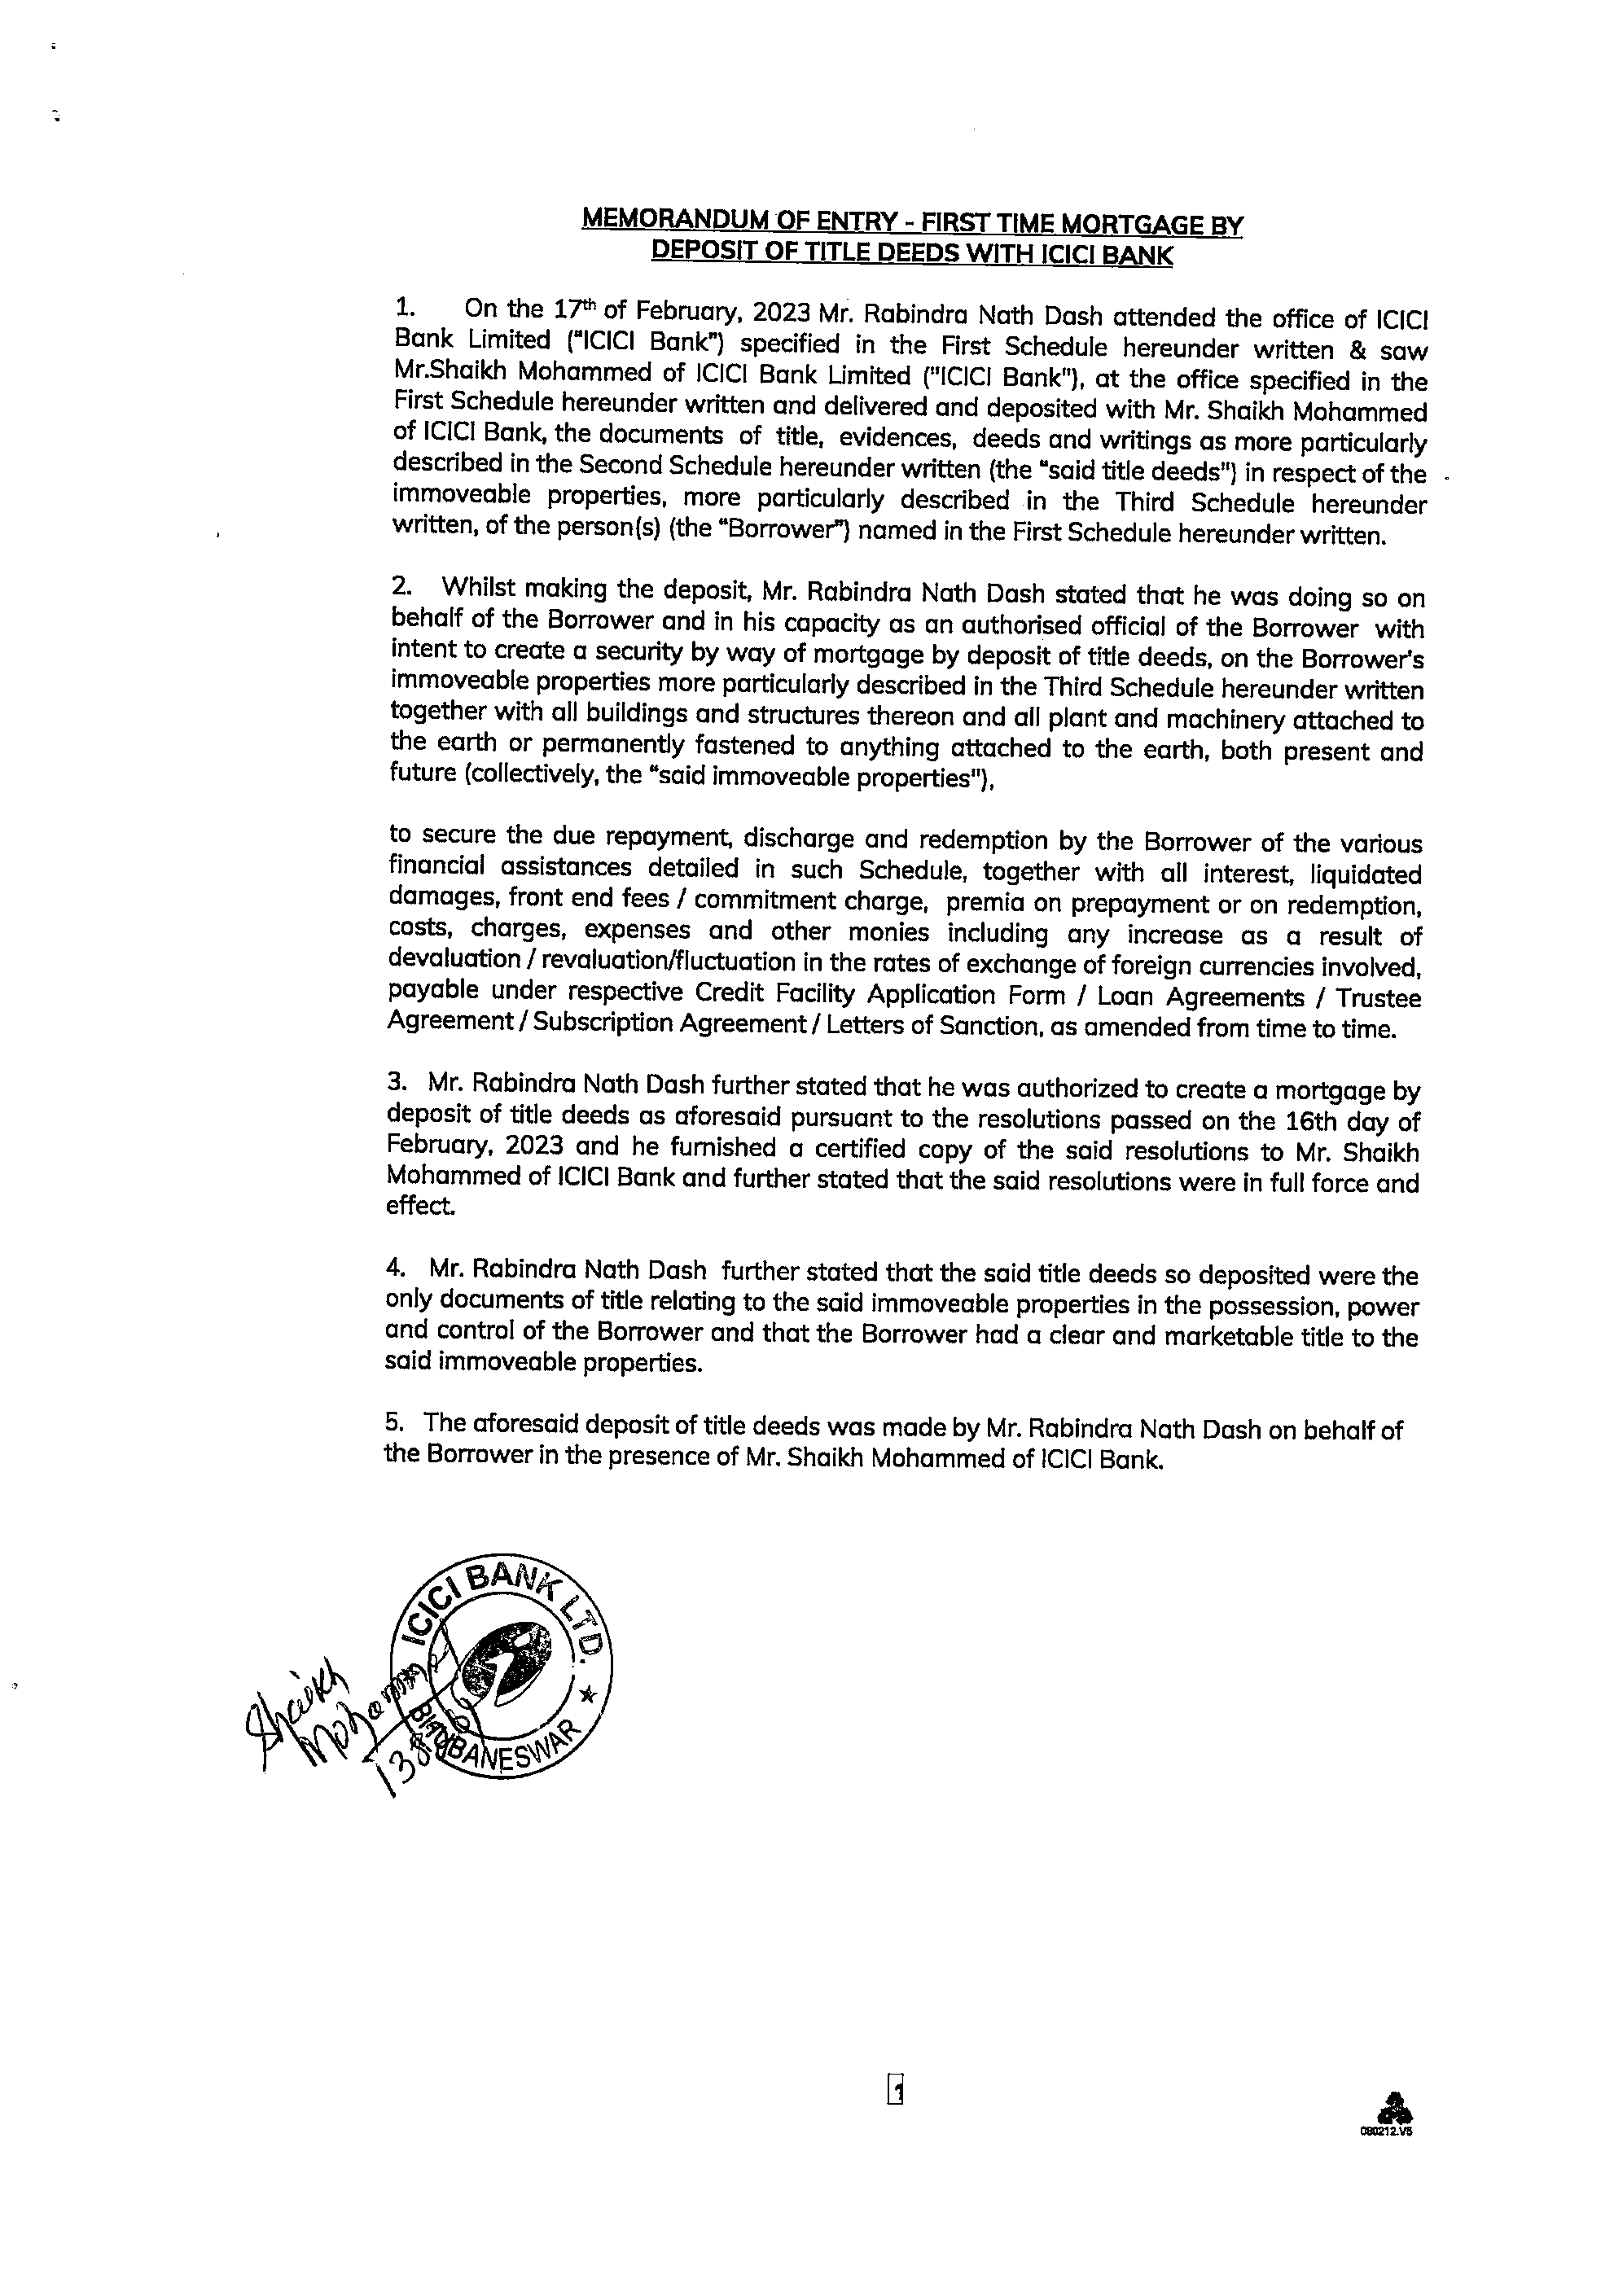 MEMORANDUM OF ENTRY - FIRST TIME MORTGAGE BY
DEPOSIT OF TITLE DEEDS WITH ICICI BANK
1. On the 17th of February, 2023 Mr. Rabindra Nath Dash attended the office of ICICI
Bank Limited ("ICICI Bank") specified in the First Schedule hereunder written & saw
Mr.Shaikh Mohammed of ICICI Bank Limited ("ICICI Bank"), at the office specified in the
First Schedule hereunder written and delivered and deposited with Mr. Shaikh Mohammed
of ICICI Bank, the documents of title, evidences, deeds and writings as more particularly
described in the Second Schedule hereunder written (the "said title deeds") in respect of the
immoveable properties, more particularly described in the Third Schedule hereunder
written, of the person(s) (the "Borrower") named in the First Schedule hereunder written.
2. Whilst making the deposit, Mr. Rabindra Nath Dash stated that he was doing so on
behalf of the Borrower and in his capacity as an authorised official of the Borrower with
intent to create a security by way of mortgage by deposit of title deeds, on the Borrower's
immoveable properties more particularly described in the Third Schedule hereunder written
together with all buildings and structures thereon and all plant and machinery attached to
the earth or permanently fastened to anything attached to the earth, both present and
future (collectively, the "said immoveable properties"),
to secure the due repayment, discharge and redemption by the Borrower of the various
financial assistances detailed in such Schedule, together with all interest, liquidated
damages, front end fees / commitment charge, premia on prepayment or on redemption,
costs, charges, expenses and other monies including any increase as a result of
devaluation / revaluation/fluctuation in the rates of exchange of foreign currencies involved,
payable under respective Credit Facility Application Form / Loan Agreements / Trustee
Agreement / Subscription Agreement / Letters of Sanction, as amended from time to time.
3. Mr. Rabindra Nath Dash further stated that he was authorized to create a mortgage by
deposit of title deeds as aforesaid pursuant to the resolutions passed on the 16th day of
February, 2023 and he furnished a certified copy of the said resolutions to Mr. Shaikh
Mohammed of ICICI Bank and further stated that the said resolutions were in full force and
effect.
4. Mr. Rabindra Nath Dash further stated that the said title deeds so deposited were the
only documents of title relating to the said immoveable properties in the possession, power
and control of the Borrower and that the Borrower had a clear and marketable title to the
said immoveable properties.
5. The aforesaid deposit of title deeds was made by Mr. Rabindra Nath Dash on behalf of
the Borrower in the presence of Mr. Shaikh Mohammed of ICICI Bank.
ICICI BANK LTD.
BHUBANESWAR
Shaikh
1
080212.V5